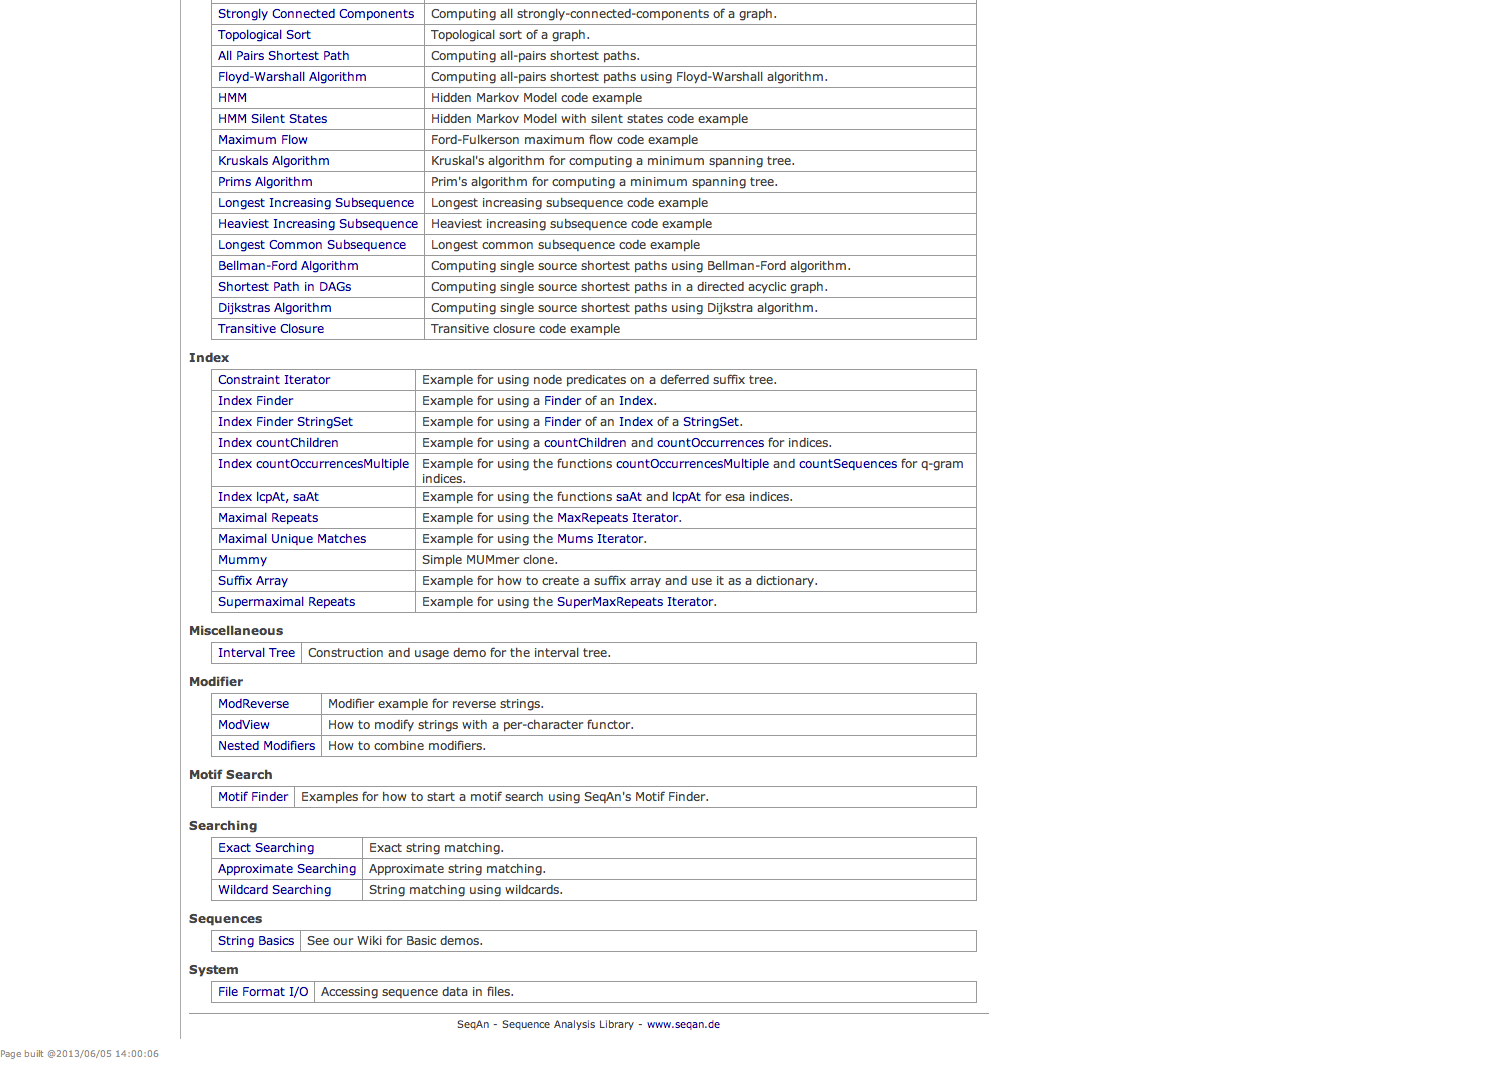 Strongly Connected Components Computing all strongly-connected-components of a graph.
Topological Sort Topological sort of a graph.
All Pairs Shortest Path Computing all-pairs shortest paths.
Floyd-Warshall Algorithm Computing all-pairs shortest paths using Floyd-Warshall algorithm.
HMM Hidden Markov Model code example
HMM Silent States Hidden Markov Model with silent states code example
Maximum Flow Ford-Fulkerson maximum flow code example
Kruskals Algorithm Kruskal's algorithm for computing a minimum spanning tree.
Prims Algorithm Prim's algorithm for computing a minimum spanning tree.
Longest Increasing Subsequence Longest increasing subsequence code example
Heaviest Increasing Subsequence Heaviest increasing subsequence code example
Longest Common Subsequence Longest common subsequence code example
Bellman-Ford Algorithm Computing single source shortest paths using Bellman-Ford algorithm.
Shortest Path in DAGs Computing single source shortest paths in a directed acyclic graph.
Dijkstras Algorithm Computing single source shortest paths using Dijkstra algorithm.
Transitive Closure Transitive closure code example
Index
Constraint Iterator Example for using node predicates on a deferred suffix tree.
Index Finder Example for using a Finder of an Index.
Index Finder StringSet Example for using a Finder of an Index of a StringSet.
Index countChildren Example for using a countChildren and countOccurrences for indices.
Index countOccurrencesMultiple Example for using the functions countOccurrencesMultiple and countSequences for q-gram
indices.
Index lcpAt, saAt Example for using the functions saAt and lcpAt for esa indices.
Maximal Repeats Example for using the MaxRepeats Iterator.
Maximal Unique Matches Example for using the Mums Iterator.
Mummy Simple MUMmer clone.
Suffix Array Example for how to create a suffix array and use it as a dictionary.
Supermaximal Repeats Example for using the SuperMaxRepeats Iterator.
Miscellaneous
Interval Tree Construction and usage demo for the interval tree.
Modifier
ModReverse Modifier example for reverse strings.
ModView How to modify strings with a per-character functor.
Nested Modifiers How to combine modifiers.
Motif Search
Motif Finder Examples for how to start a motif search using SeqAn's Motif Finder.
Searching
Exact Searching Exact string matching.
Approximate Searching Approximate string matching.
Wildcard Searching String matching using wildcards.
Sequences
String Basics See our Wiki for Basic demos.
System
File Format I/O Accessing sequence data in files.
SeqAn - Sequence Analysis Library - www.seqan.de
Page built @2013/06/05 14:00:06